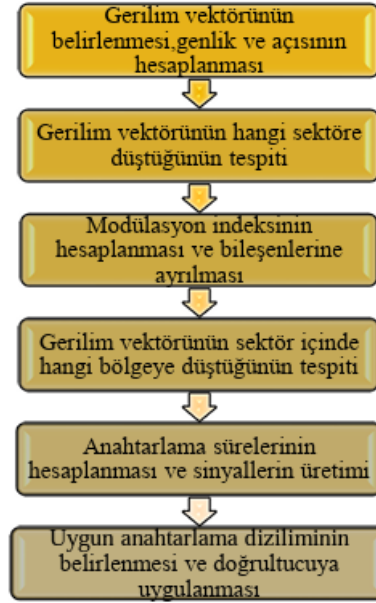 Gerilim vektörünün
belirlenmesi,genlik ve açısının
hesaplanması
Gerilim vektörünün hangi sektöre
düştüğünün tespiti
Modülasyon indeksinin
hesaplanması ve bileşenlerine
ayrılması
Gerilim vektörünün sektör içinde
hangi bölgeye düştüğünün tespiti
Anahtarlama sürelerinin
hesaplanması ve sinyallerin üretimi
Uygun anahtarlama diziliminin
belirlenmesi ve doğrultucuya
uygulanması